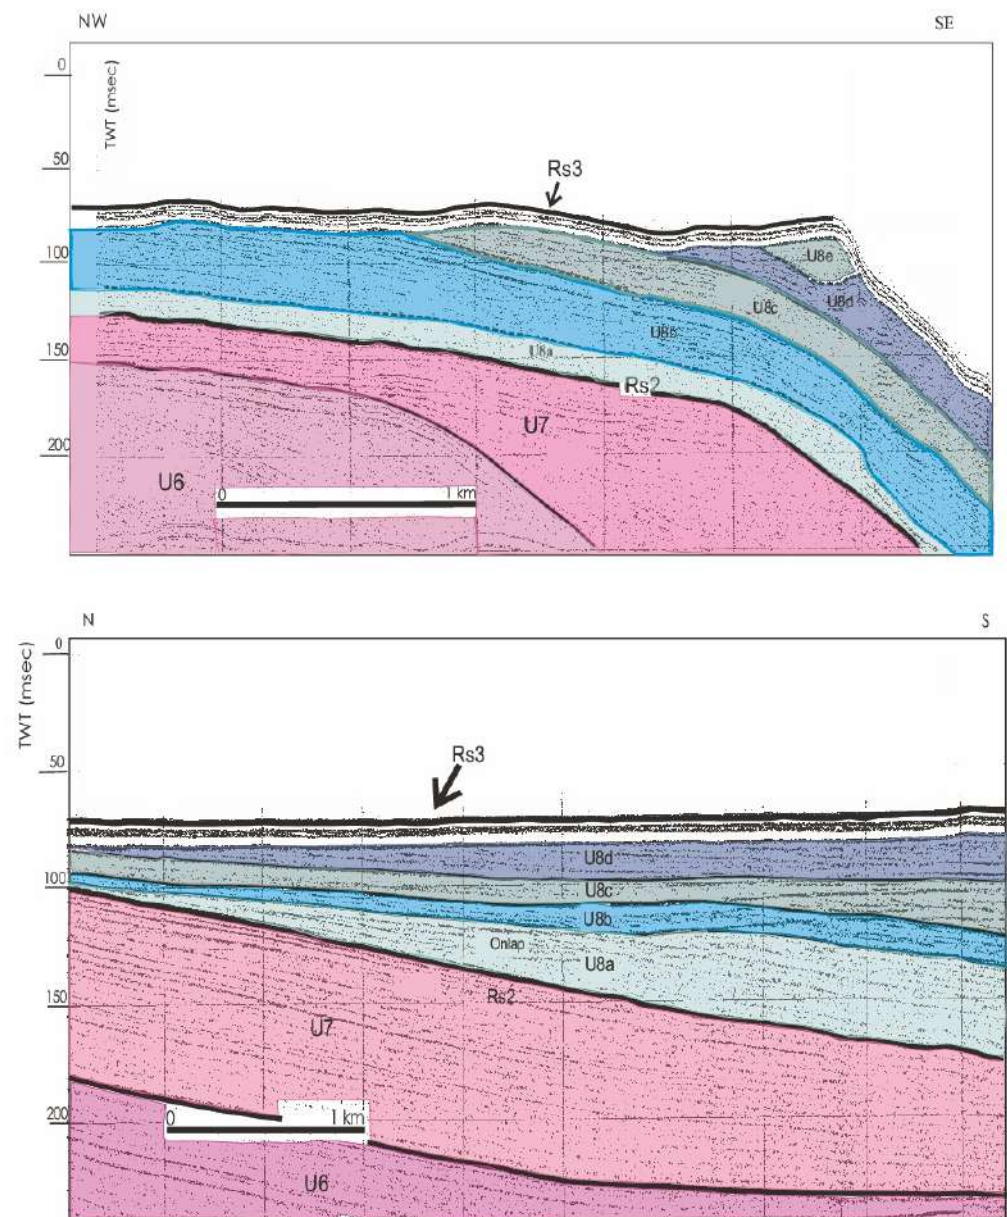 NW
SE
0
TWT (msec)
50
Rs3
100
U8e
U8d
U8c
U8b
U8a
150
Rs2
U7
200
U6
0
1 km
N
S
0
TWT (msec)
50
Rs3
U8d
100
U8c
U8b
Onlap
U8a
Rs2
150
U7
200
0
1 km
U6